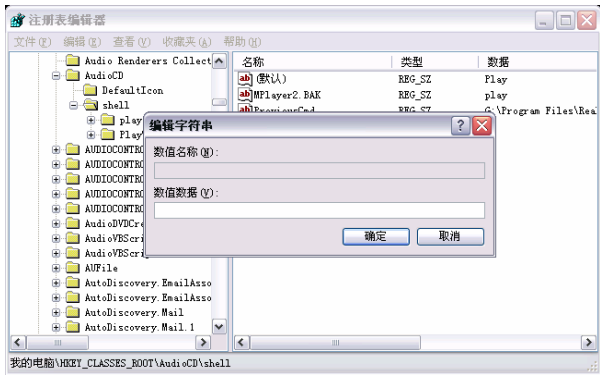 注册表编辑器
文件(F) 编辑(E) 查看(V) 收藏夹(A) 帮助(H)
Audio Renderers Collect
AudioCD
DefaultIcon
shell
play
Play
AUDIOCONTRO
AUDIOCONTRO
AUDIOCONTRO
AUDIOCONTRO
AUDIOCONTRO
AudioDVDCre
AudioVBScri
AudioVBScri
AUFile
AutoDiscovery.EmailAsso
AutoDiscovery.EmailAsso
AutoDiscovery.Mail
AutoDiscovery.Mail.1
名称 类型 数据
ab (默认) REG_SZ Play
ab MPlayer2.BAK REG_SZ play
ab PreviousCmd REG_SZ G:\Program Files\Rea
编辑字符串
数值名称(N):
数值数据(V):
确定 取消
我的电脑\HKEY_CLASSES_ROOT\AudioCD\shell